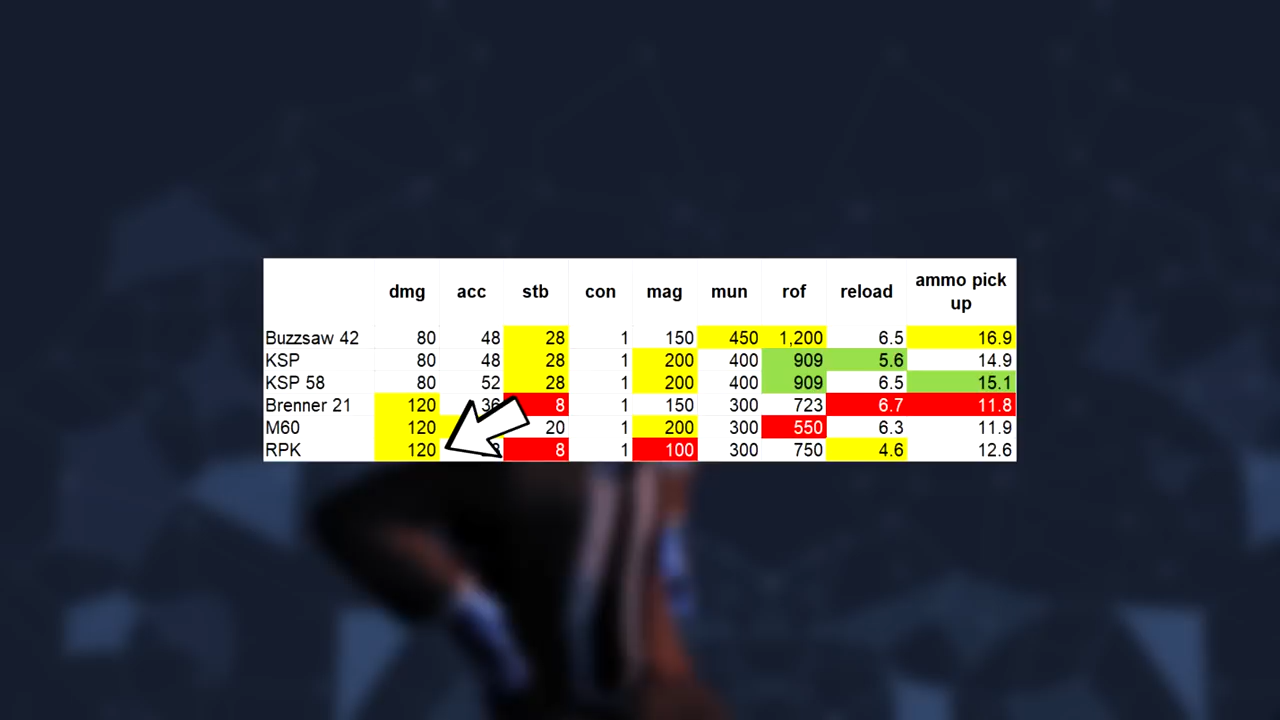 dmg acc stb con mag mun rof reload ammo pick up
Buzzsaw 42 80 48 28 1 150 450 1,200 6.5 16.9
KSP 80 48 28 1 200 400 909 5.6 14.9
KSP 58 80 52 28 1 200 400 909 6.5 15.1
Brenner 21 120 36 8 1 150 300 723 6.7 11.8
M60 120 20 1 200 300 550 6.3 11.9
RPK 120 8 1 100 300 750 4.6 12.6